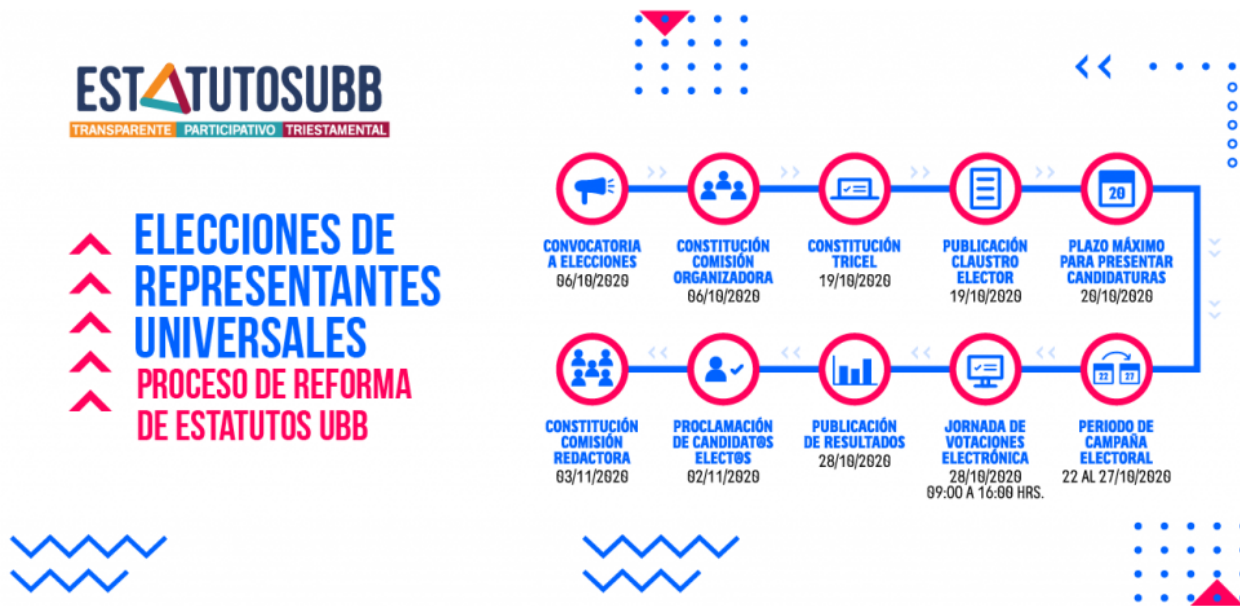 ESTATUTOSUBB
TRANSPARENTE PARTICIPATIVO TRIESTAMENTAL
ELECCIONES DE
REPRESENTANTES
UNIVERSALES
PROCESO DE REFORMA
DE ESTATUTOS UBB
CONVOCATORIA
A ELECCIONES
06/10/2020
CONSTITUCIÓN
COMISIÓN
ORGANIZADORA
06/10/2020
CONSTITUCIÓN
TRICEL
19/10/2020
PUBLICACIÓN
CLAUSTRO
ELECTOR
19/10/2020
20
PLAZO MÁXIMO
PARA PRESENTAR
CANDIDATURAS
20/10/2020
22 27
PERIODO DE
CAMPAÑA
ELECTORAL
22 AL 27/10/2020
JORNADA DE
VOTACIONES
ELECTRÓNICA
28/10/2020
09:00 A 16:00 HRS.
PUBLICACIÓN
DE RESULTADOS
28/10/2020
PROCLAMACIÓN
DE CANDIDAT@S
ELECT@S
02/11/2020
CONSTITUCIÓN
COMISIÓN
REDACTORA
03/11/2020